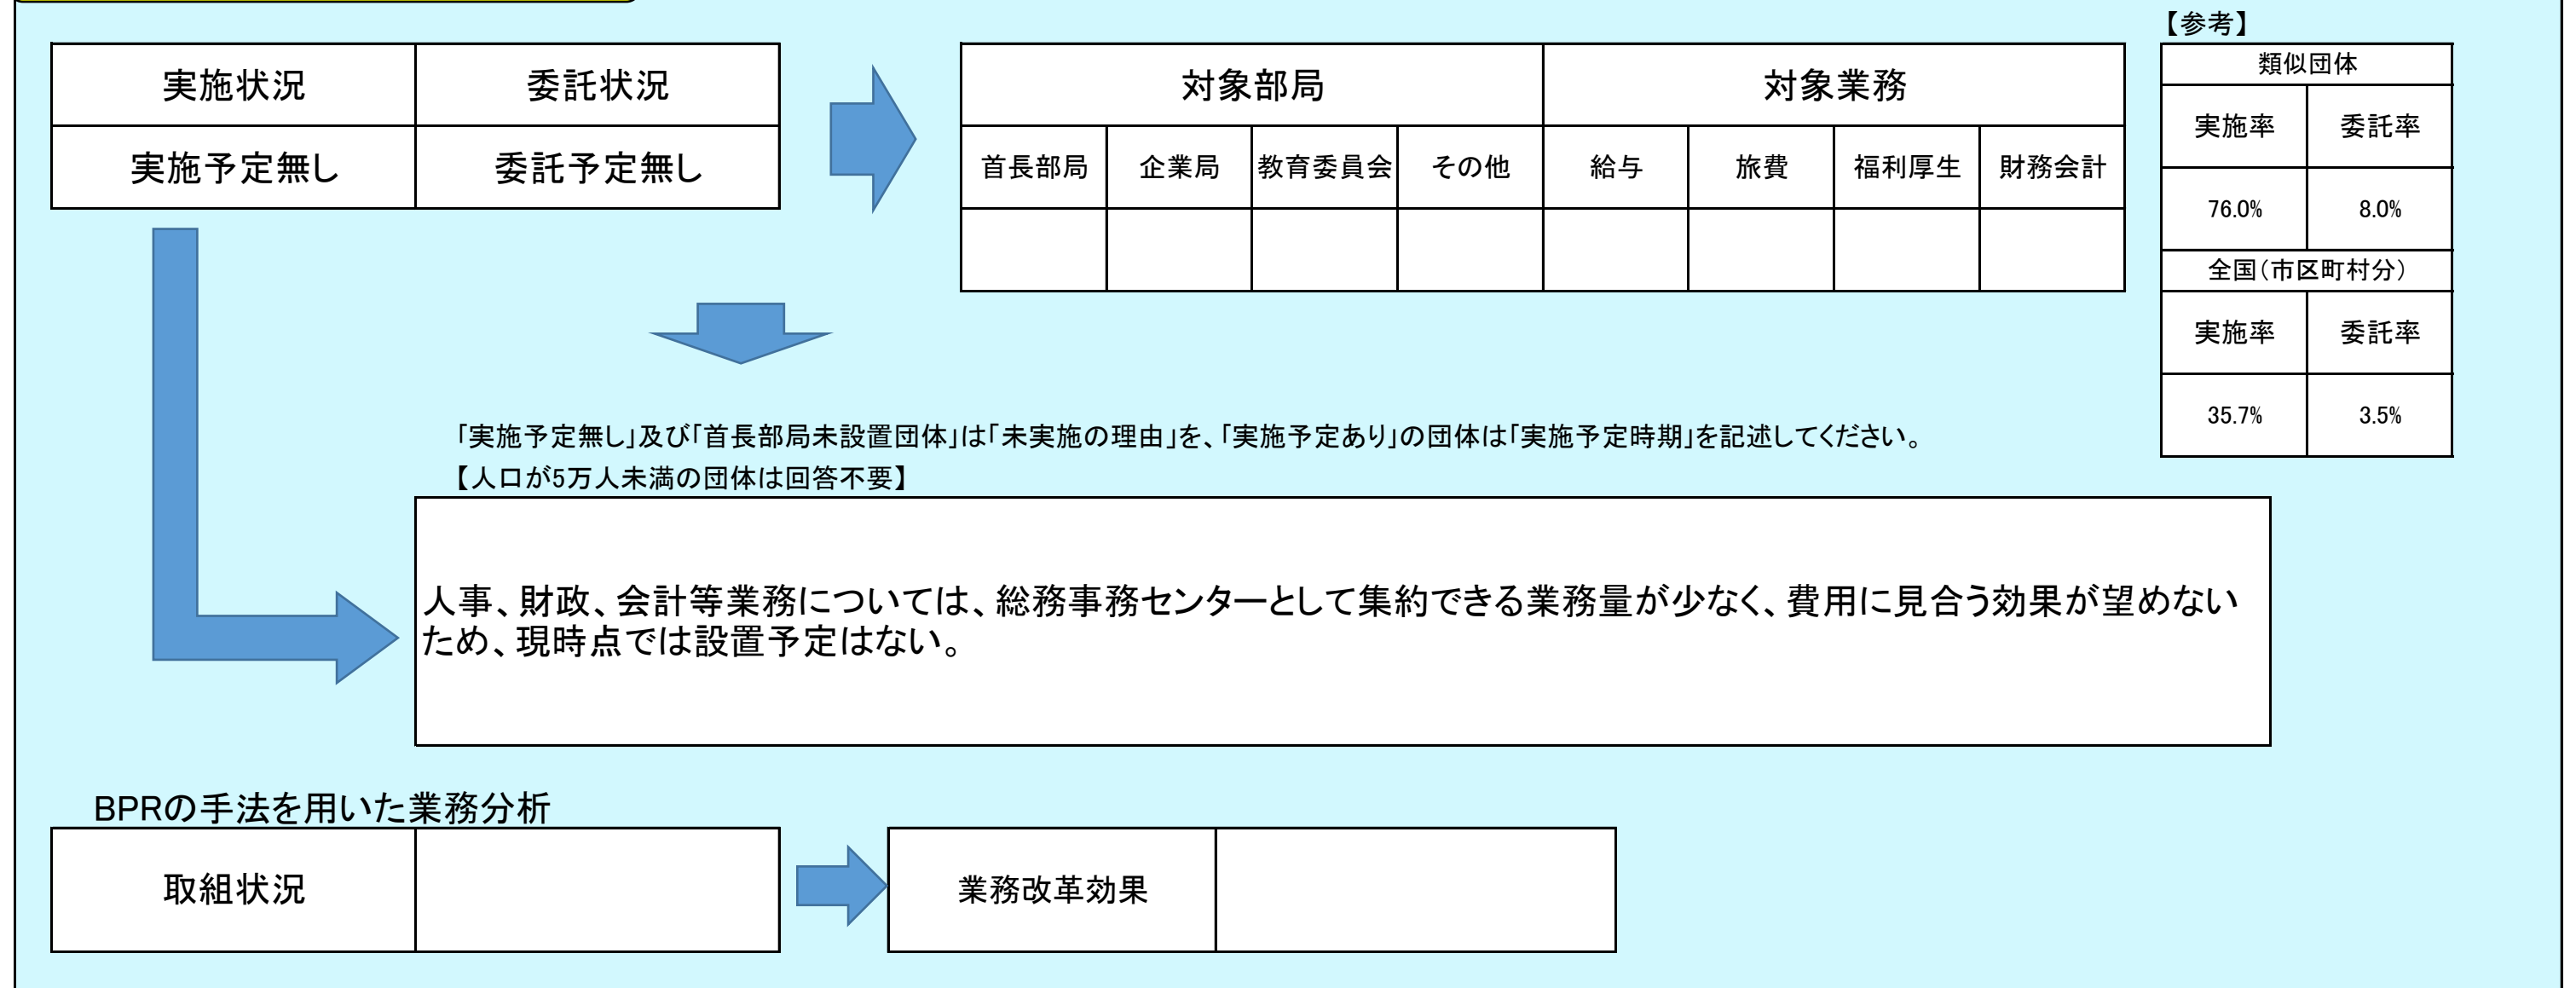 【参考】
実施状況 委託状況
実施予定無し 委託予定無し
対象部局 対象業務
首長部局 企業局 教育委員会 その他 給与 旅費 福利厚生 財務会計
類似団体
実施率 委託率
76.0% 8.0%
全国(市区町村分)
実施率 委託率
35.7% 3.5%
「実施予定無し」及び「首長部局未設置団体」は「未実施の理由」を、「実施予定あり」の団体は「実施予定時期」を記述してください。
【人口が5万人未満の団体は回答不要】
人事、財政、会計等業務については、総務事務センターとして集約できる業務量が少なく、費用に見合う効果が望めない
ため、現時点では設置予定はない。
BPRの手法を用いた業務分析
取組状況
業務改革効果